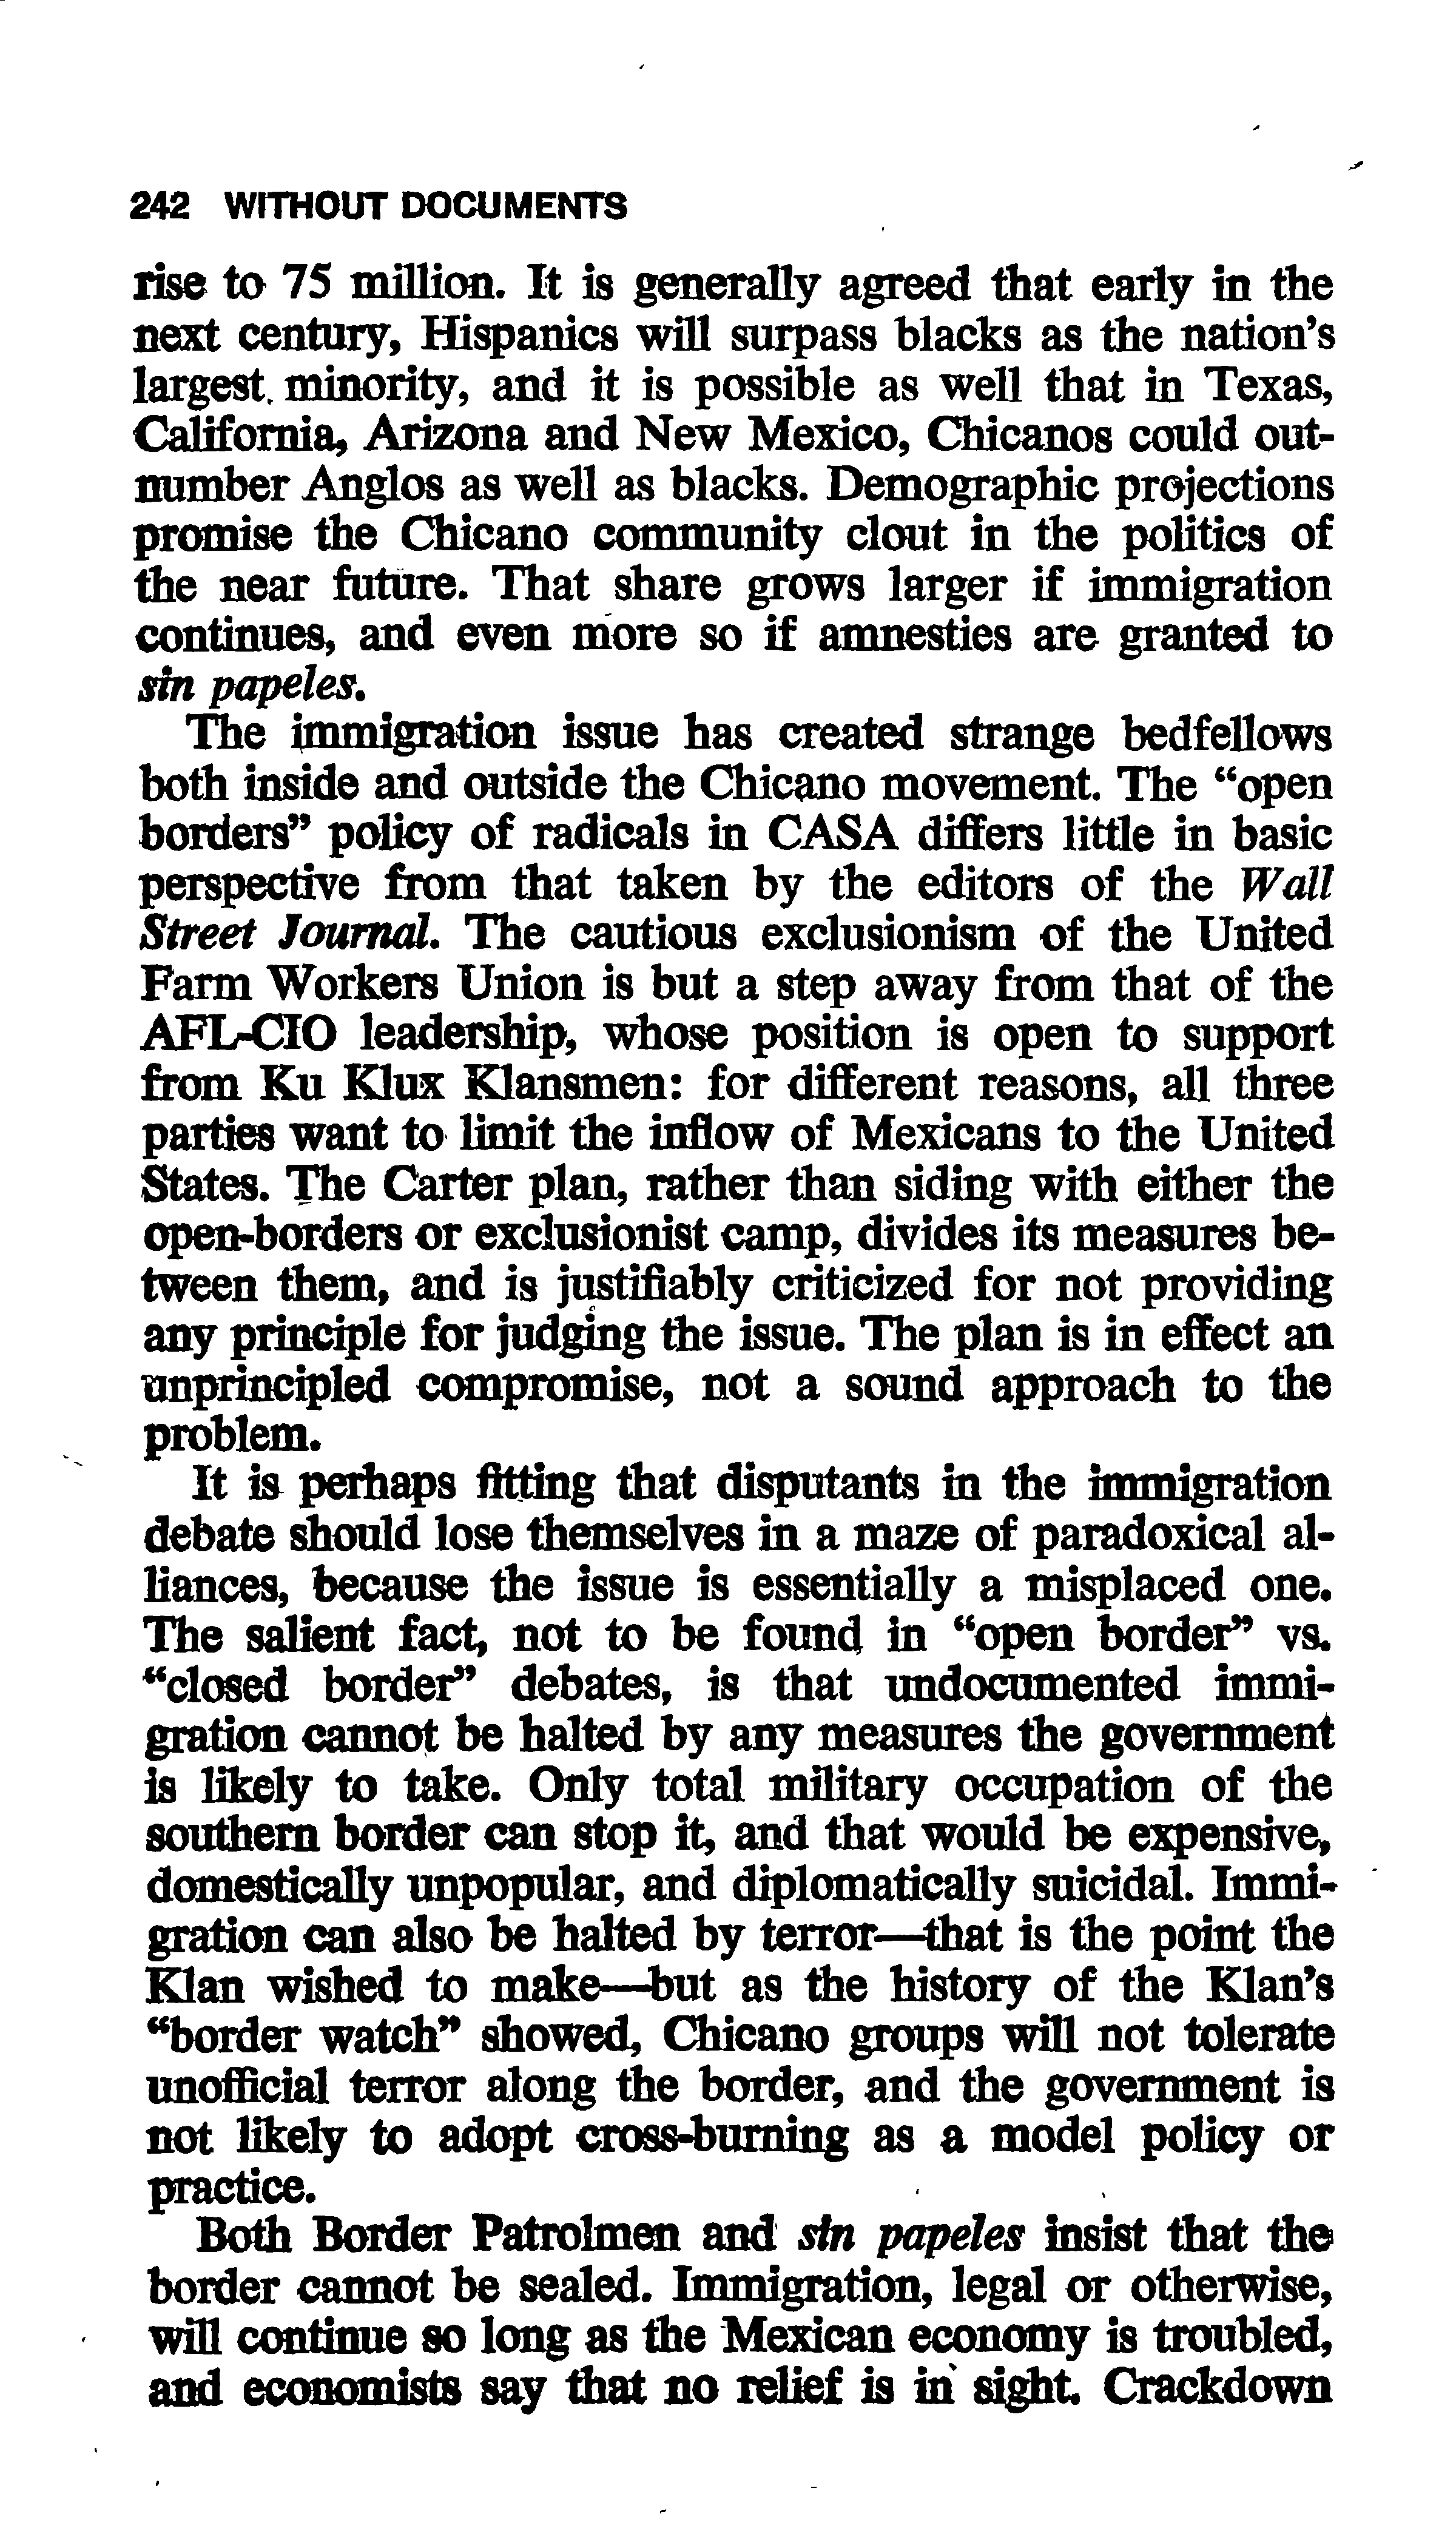 242 WITHOUT DOCUMENTS
rise to 75 million. It is generally agreed that early in the
next century, Hispanics will surpass blacks as the nation's
largest minority, and it is possible as well that in Texas,
California, Arizona and New Mexico, Chicanos could out-
number Anglos as well as blacks. Demographic projections
promise the Chicano community clout in the politics of
the near future. That share grows larger if immigration
continues, and even more so if amnesties are granted to
sin papeles.
The immigration issue has created strange bedfellows
both inside and outside the Chicano movement. The "open
borders" policy of radicals in CASA differs little in basic
perspective from that taken by the editors of the Wall
Street Journal. The cautious exclusionism of the United
Farm Workers Union is but a step away from that of the
AFL-CIO leadership, whose position is open to support
from Ku Klux Klansmen: for different reasons, all three
parties want to limit the inflow of Mexicans to the United
States. The Carter plan, rather than siding with either the
open-borders or exclusionist camp, divides its measures be-
tween them, and is justifiably criticized for not providing
any principle for judging the issue. The plan is in effect an
unprincipled compromise, not a sound approach to the
problem.
It is perhaps fitting that disputants in the immigration
debate should lose themselves in a maze of paradoxical al-
liances, because the issue is essentially a misplaced one.
The salient fact, not to be found in "open border" vs.
"closed border" debates, is that undocumented immi-
gration cannot be halted by any measures the government
is likely to take. Only total military occupation of the
southern border can stop it, and that would be expensive,
domestically unpopular, and diplomatically suicidal. Immi-
gration can also be halted by terror—that is the point the
Klan wished to make—but as the history of the Klan's
"border watch" showed, Chicano groups will not tolerate
unofficial terror along the border, and the government is
not likely to adopt cross-burning as a model policy or
practice.
Both Border Patrolmen and sin papeles insist that the
border cannot be sealed. Immigration, legal or otherwise,
will continue so long as the Mexican economy is troubled,
and economists say that no relief is in sight. Crackdown